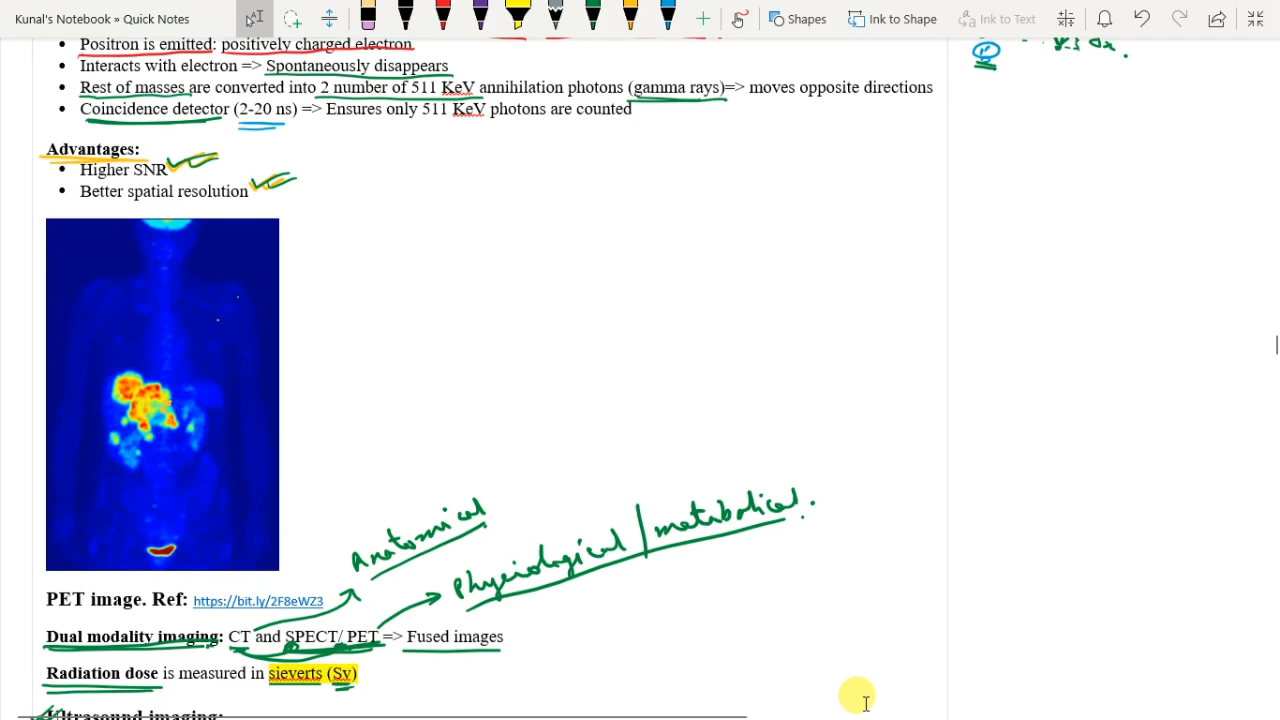 Kunal's Notebook » Quick Notes
Shapes
Ink to Shape
Ink to Text
Positron is emitted: positively charged electron
Interacts with electron => Spontaneously disappears
Rest of masses are converted into 2 number of 511 KeV annihilation photons (gamma rays)=> moves opposite directions
Coincidence detector (2-20 ns) => Ensures only 511 KeV photons are counted
Advantages:
Higher SNR
Better spatial resolution
Anatomical
Physiological/metabolical.
PET image. Ref: https://bit.ly/2F8eWZ3
Dual modality imaging: CT and SPECT/ PET => Fused images
Radiation dose is measured in sieverts (Sv)
Ultrasound imaging: